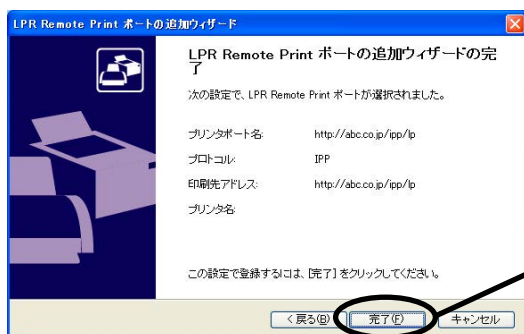 LPR Remote Print ポートの追加ウィザード
LPR Remote Print ポートの追加ウィザードの完
了
次の設定で、LPR Remote Print ポートが選択されました。
プリンタポート名: http://abc.co.jp/ipp/lp
プロトコル: IPP
印刷先アドレス: http://abc.co.jp/ipp/lp
プリンタ名:
この設定で登録するには、[完了] をクリックしてください。
< 戻る(B) 完了(F) キャンセル